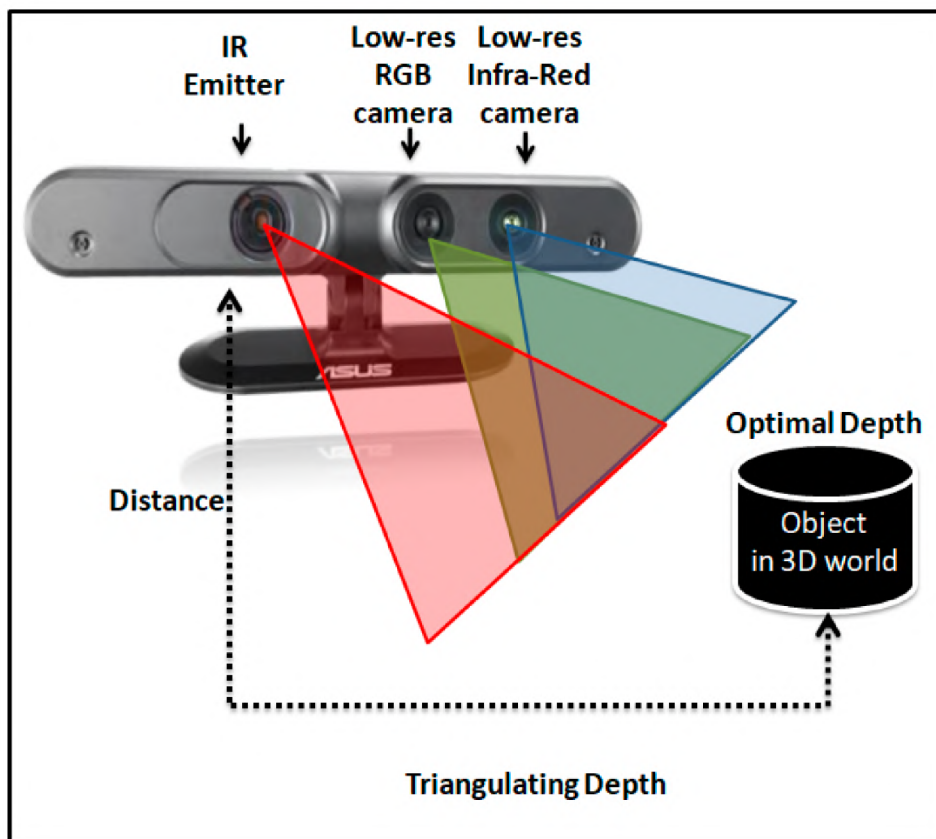 IR
Emitter
Low-res
RGB
camera
Low-res
Infra-Red
camera
ASUS
Optimal Depth
Distance
Object
in 3D world
Triangulating Depth